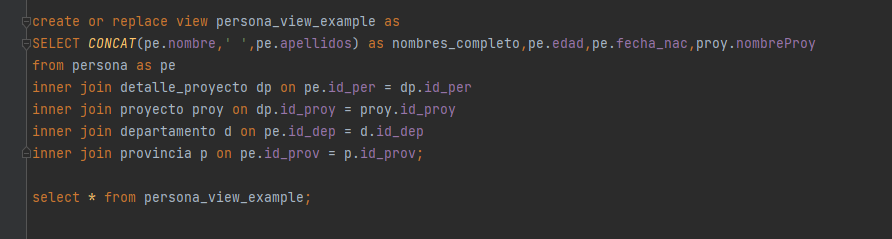 create or replace view persona_view_example as
SELECT CONCAT(pe.nombre,' ',pe.apellidos) as nombres_completo,pe.edad,pe.fecha_nac,proy.nombreProy
from persona as pe
inner join detalle_proyecto dp on pe.id_per = dp.id_per
inner join proyecto proy on dp.id_proy = proy.id_proy
inner join departamento d on pe.id_dep = d.id_dep
inner join provincia p on pe.id_prov = p.id_prov;
select * from persona_view_example;